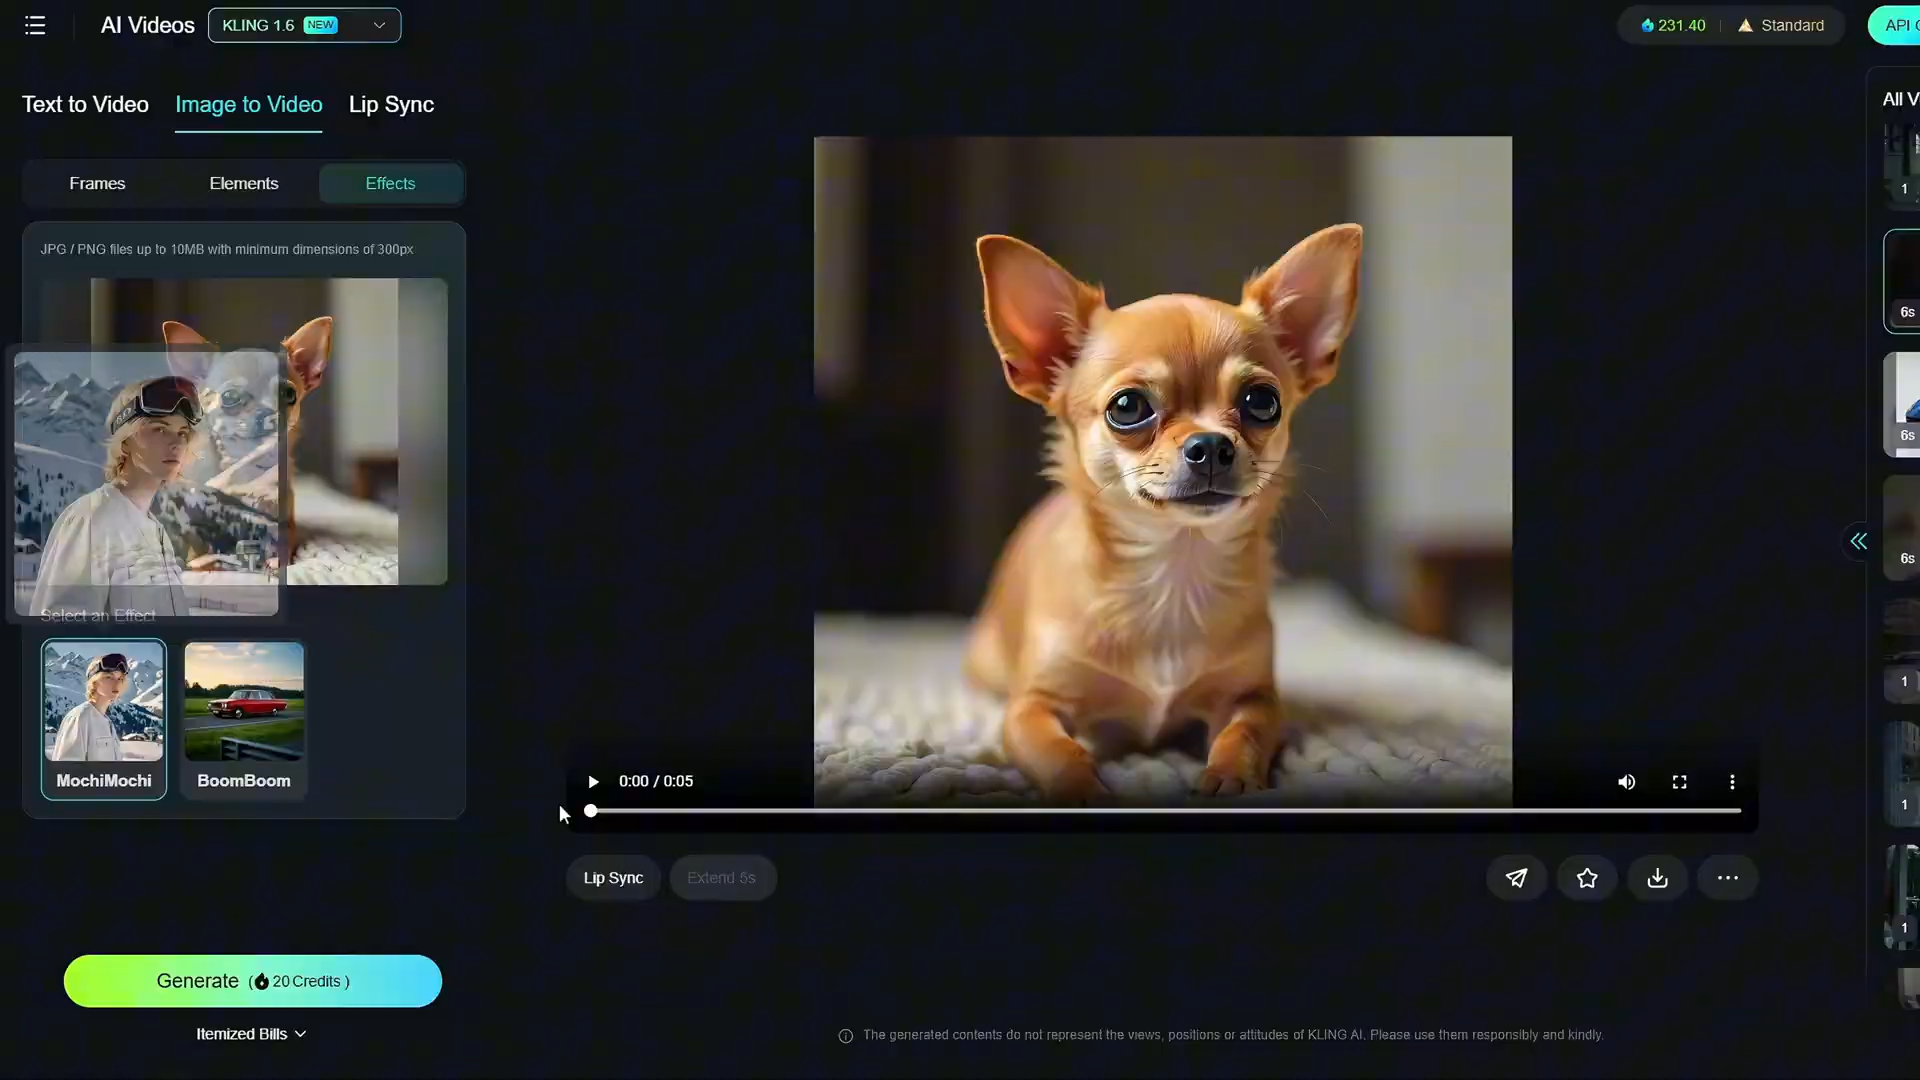 AI Videos
KLING 1.6 NEW
231.40
Standard
API
Text to Video
Image to Video
Lip Sync
All V
Frames
Elements
Effects
JPG / PNG files up to 10MB with minimum dimensions of 300px
1
6s
6s
6s
1
1
1
Select an Effect
MochiMochi
BoomBoom
0:00 / 0:05
Lip Sync
Extend 5s
Generate ( 20 Credits )
Itemized Bills
The generated contents do not represent the views, positions or attitudes of KLING AI. Please use them responsibly and kindly.